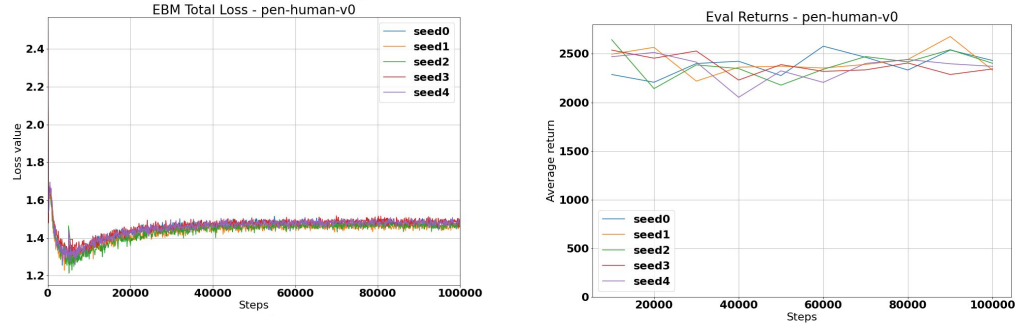 EBM Total Loss - pen-human-v0
2.4
2.2
2.0
1.8
1.6
1.4
1.2
Loss value
seed0
seed1
seed2
seed3
seed4
0 20000 40000 60000 80000 100000
Steps
Eval Returns - pen-human-v0
2500
2000
1500
1000
500
0
Average return
seed0
seed1
seed2
seed3
seed4
20000 40000 60000 80000 100000
Steps